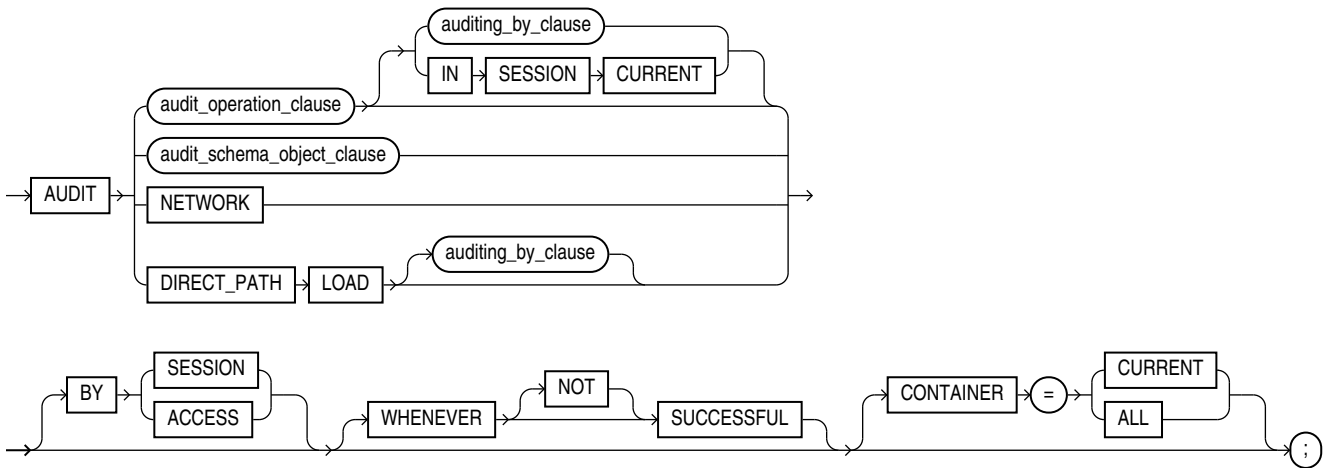 auditing_by_clause
IN SESSION CURRENT
audit_operation_clause
audit_schema_object_clause
AUDIT
NETWORK
auditing_by_clause
DIRECT_PATH LOAD
SESSION
BY
ACCESS
NOT
WHENEVER SUCCESSFUL
CURRENT
CONTAINER =
ALL
;